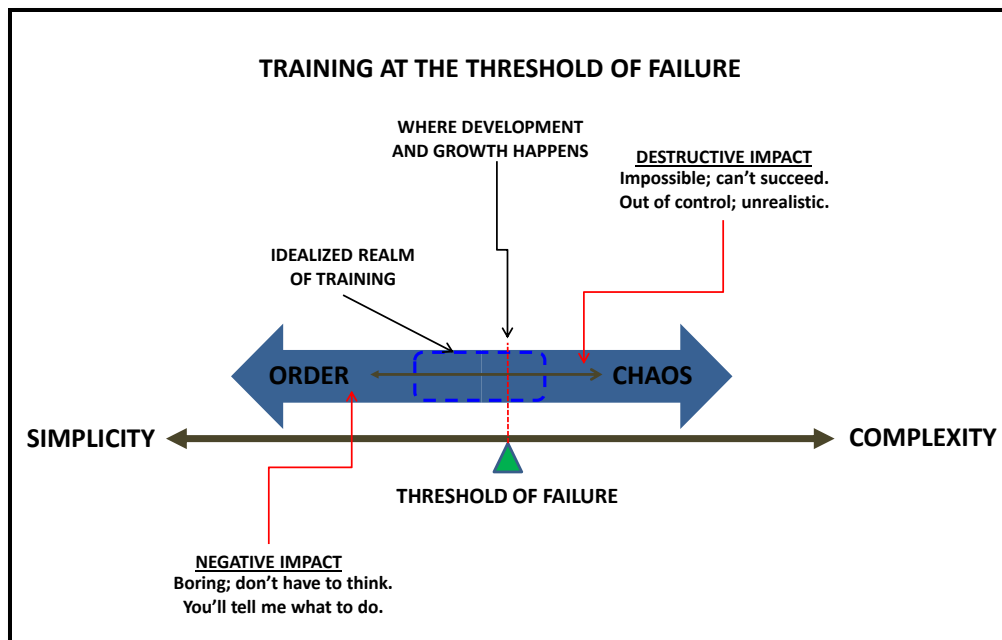 TRAINING AT THE THRESHOLD OF FAILURE
WHERE DEVELOPMENT
AND GROWTH HAPPENS
DESTRUCTIVE IMPACT
Impossible; can’t succeed.
Out of control; unrealistic.
IDEALIZED REALM
OF TRAINING
ORDER
CHAOS
SIMPLICITY
COMPLEXITY
THRESHOLD OF FAILURE
NEGATIVE IMPACT
Boring; don’t have to think.
You’ll tell me what to do.